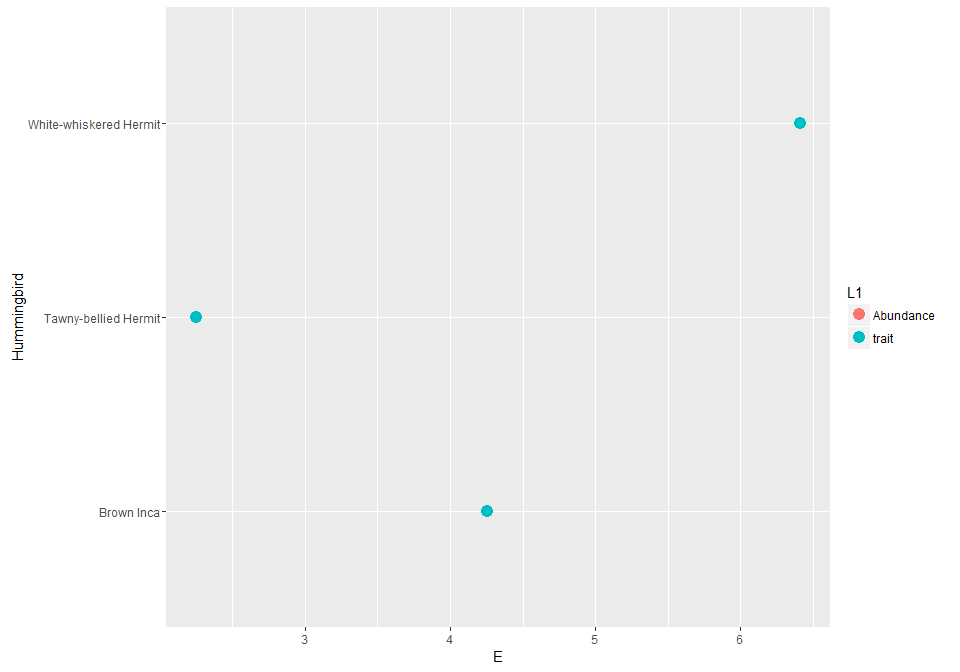 White-whiskered Hermit
Tawny-bellied Hermit
Brown Inca
Hummingbird
3 4 5 6
E
L1
Abundance
trait